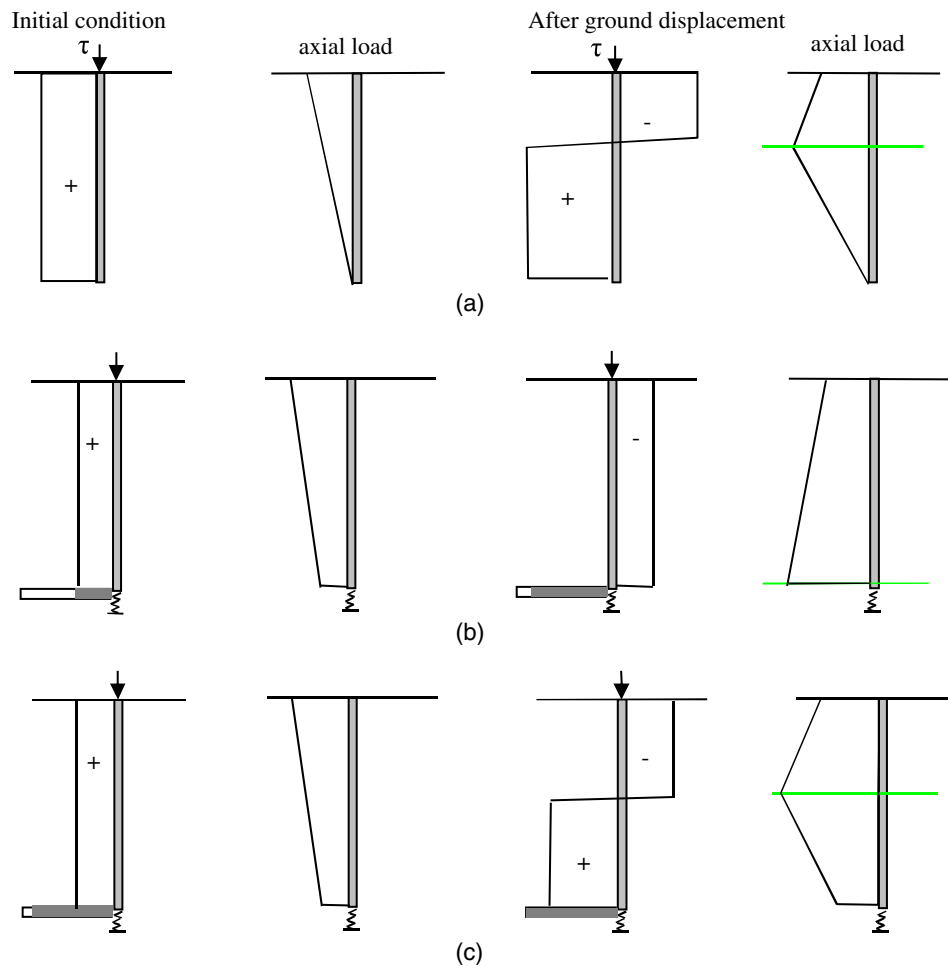 Initial condition
After ground displacement
τ
axial load
τ
axial load
+
-
+
(a)
+
-
(b)
+
-
+
(c)